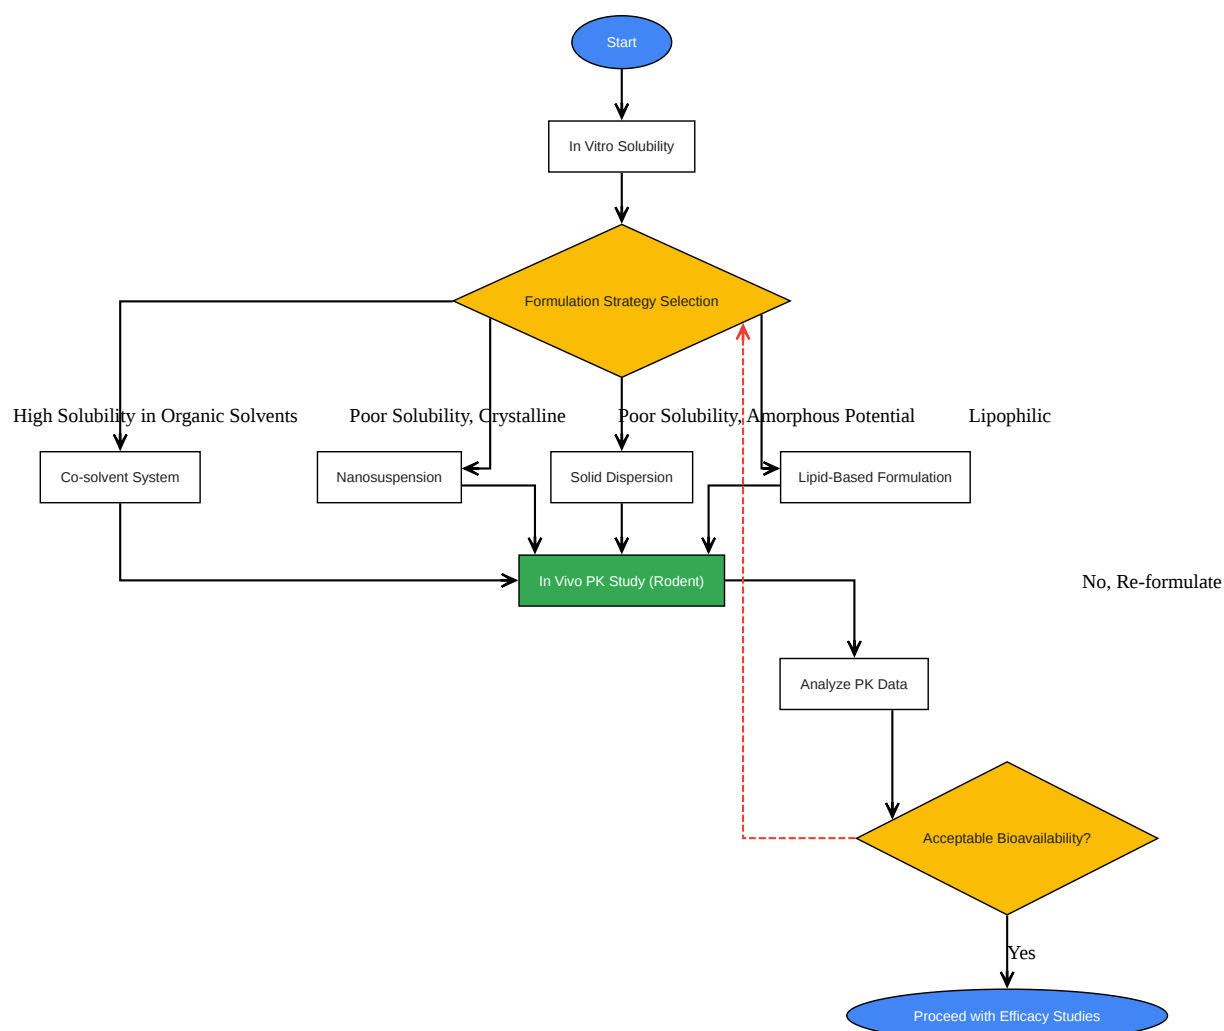 Start
In Vitro Solubility
Formulation Strategy Selection
High Solubility in Organic Solvents
Poor Solubility, Crystalline
Poor Solubility, Amorphous Potential
Lipophilic
Co-solvent System
Nanosuspension
Solid Dispersion
Lipid-Based Formulation
In Vivo PK Study (Rodent)
No, Re-formulate
Analyze PK Data
Acceptable Bioavailability?
Yes
Proceed with Efficacy Studies